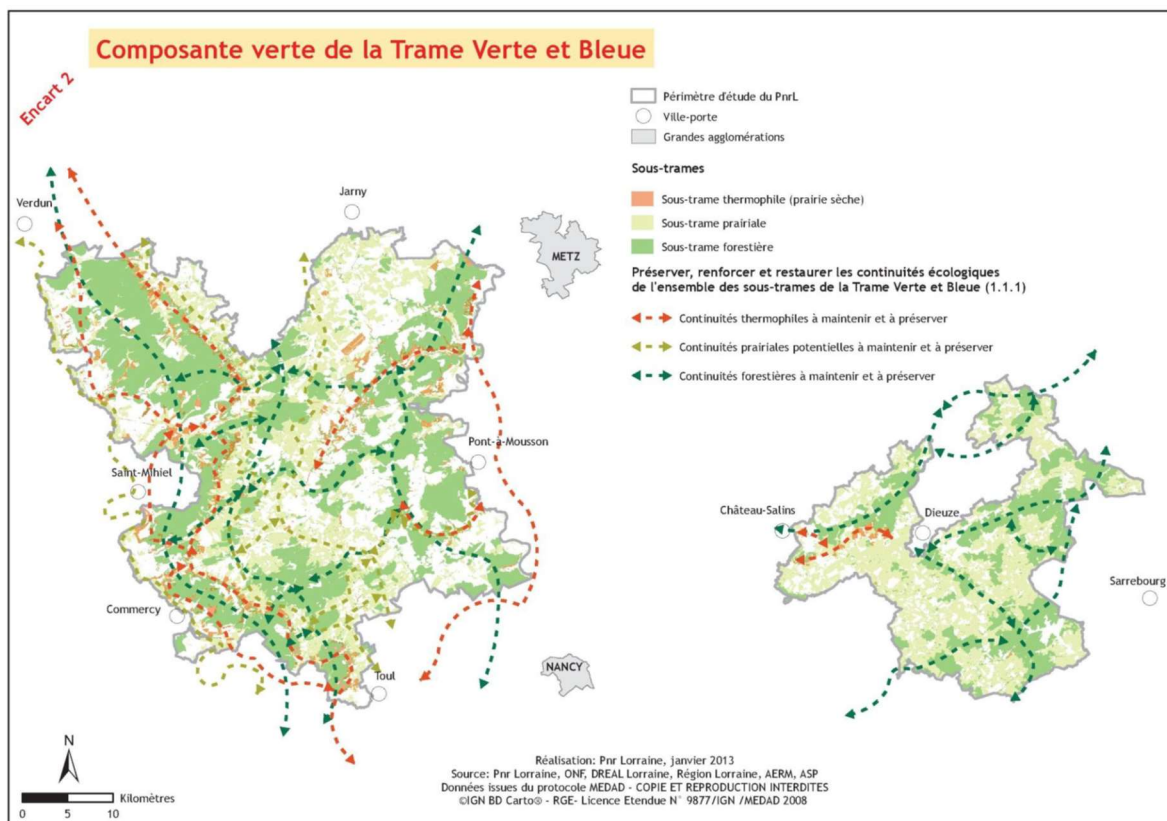 Composante verte de la Trame Verte et Bleue
Encart 2
Périmètre d'étude du PnrL
Ville-porte
Grandes agglomérations
Sous-trames
Sous-trame thermophile (prairie sèche)
Sous-trame prairiale
Sous-trame forestière
Préserver, renforcer et restaurer les continuités écologiques
de l'ensemble des sous-trames de la Trame Verte et Bleue (1.1.1)
Continuités thermophiles à maintenir et à préserver
Continuités prairiales potentielles à maintenir et à préserver
Continuités forestières à maintenir et à préserver
Verdun
Jarny
METZ
Pont-à-Mousson
Saint-Mihiel
Château-Salins
Dieuze
Sarrebourg
Commercy
Toul
NANCY
N
Kilomètres
0 5 10
Réalisation: Pnr Lorraine, janvier 2013
Source: Pnr Lorraine, ONF, DREAL Lorraine, Région Lorraine, AERM, ASP
Données issues du protocole MEDAD - COPIE ET REPRODUCTION INTERDITES
©IGN BD Carto® - RGE- Licence Etendue N° 9877/IGN /MEDAD 2008